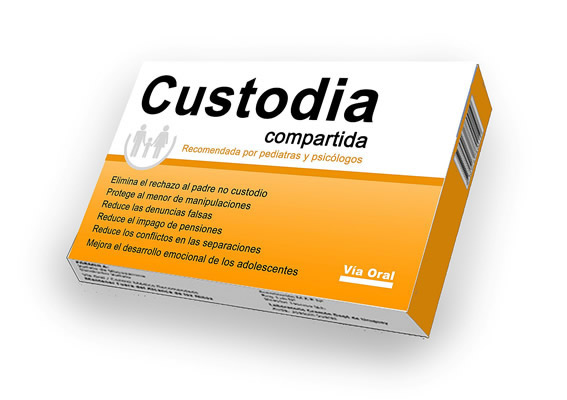 Custodia
compartida
Recomendada por pediatras y psicólogos
Elimina el rechazo al padre no custodio
Protege al menor de manipulaciones
Reduce las denuncias falsas
Reduce el impago de pensiones
Reduce los conflictos en las separaciones
Mejora el desarrollo emocional de los adolescentes
Vía Oral